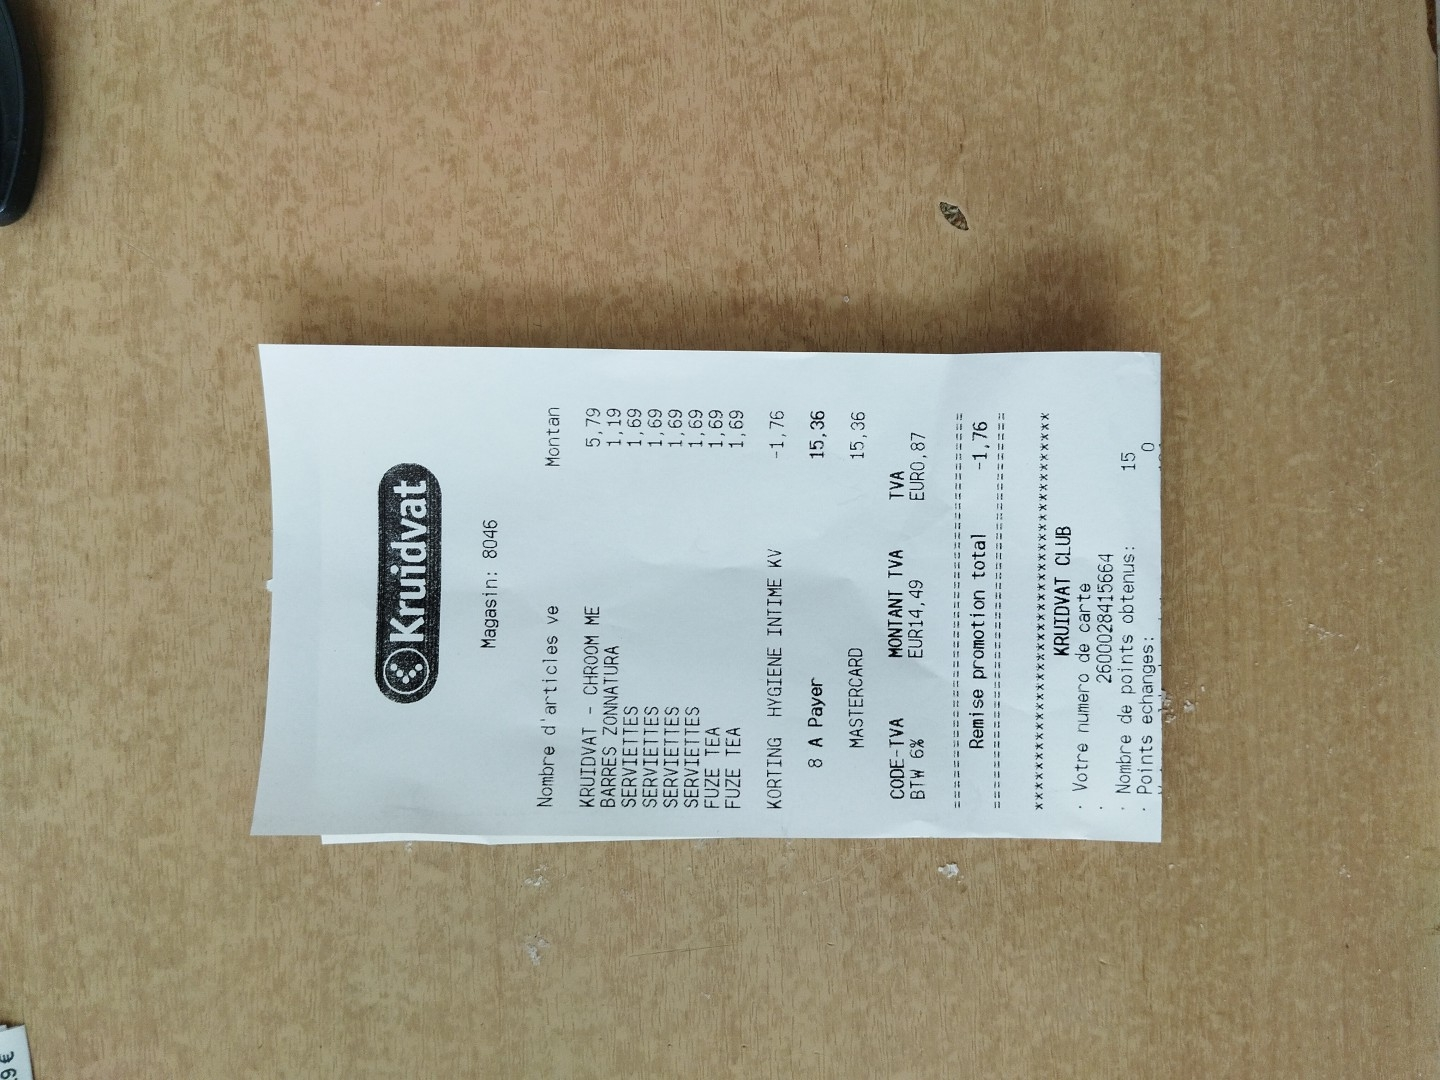 Kruidvat
Magasin: 8046
Nombre d'articles ve Montan
KRUIDVAT - CHROOM ME 5,79
BARRES ZONNATURA 1,19
SERVIETTES 1,69
SERVIETTES 1,69
SERVIETTES 1,69
SERVIETTES 1,69
FUZE TEA 1,69
FUZE TEA 1,69
KORTING HYGIENE INTIME KV -1,76
8 A Payer 15,36
MASTERCARD 15,36
CODE-TVA MONTANT TVA TVA
BTW 6% EUR14,49 EUR0,87
================================================
Remise promotion total -1,76
================================================
************************************************
KRUIDVAT CLUB
· Votre numero de carte
· 2600028415664
· Nombre de points obtenus: 15
· Points echanges: 0
9 €